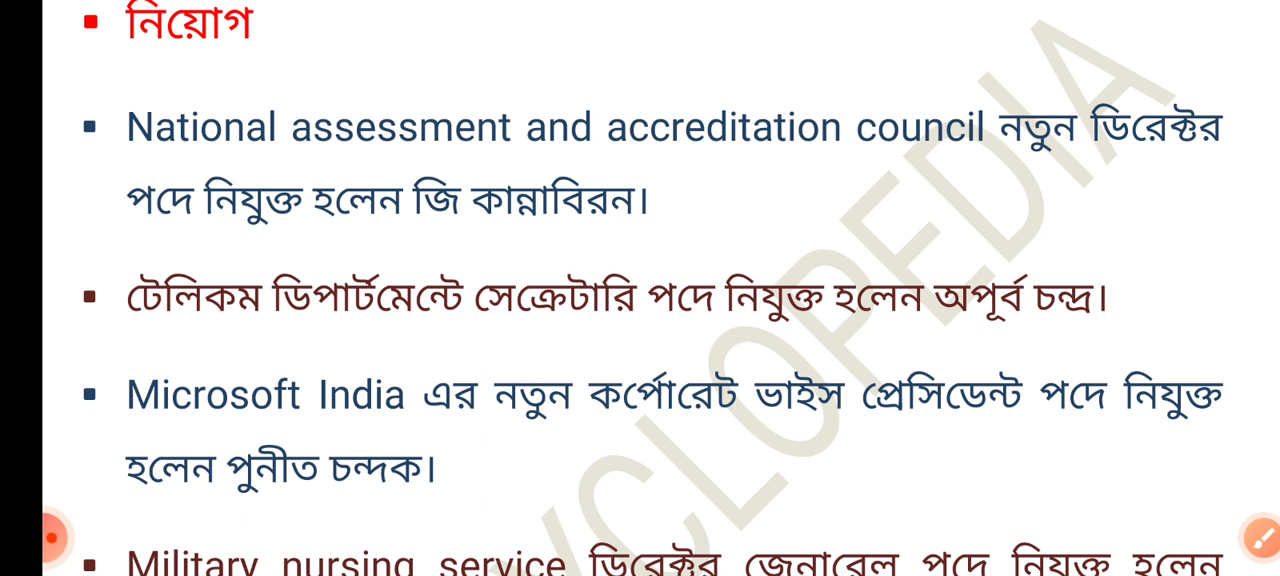 নিয়োগ
National assessment and accreditation council নতুন ডিরেক্টর
পদে নিযুক্ত হলেন জি কান্নাবিরন।
টেলিকম ডিপার্টমেন্টে সেক্রেটারি পদে নিযুক্ত হলেন অপূর্ব চন্দ্র।
Microsoft India এর নতুন কর্পোরেট ভাইস প্রেসিডেন্ট পদে নিযুক্ত
হলেন পুনীত চন্দক।
Military nursing service ডিরেক্টর জেনারেল পদে নিযুক্ত হলেন
YCLOPEDIA